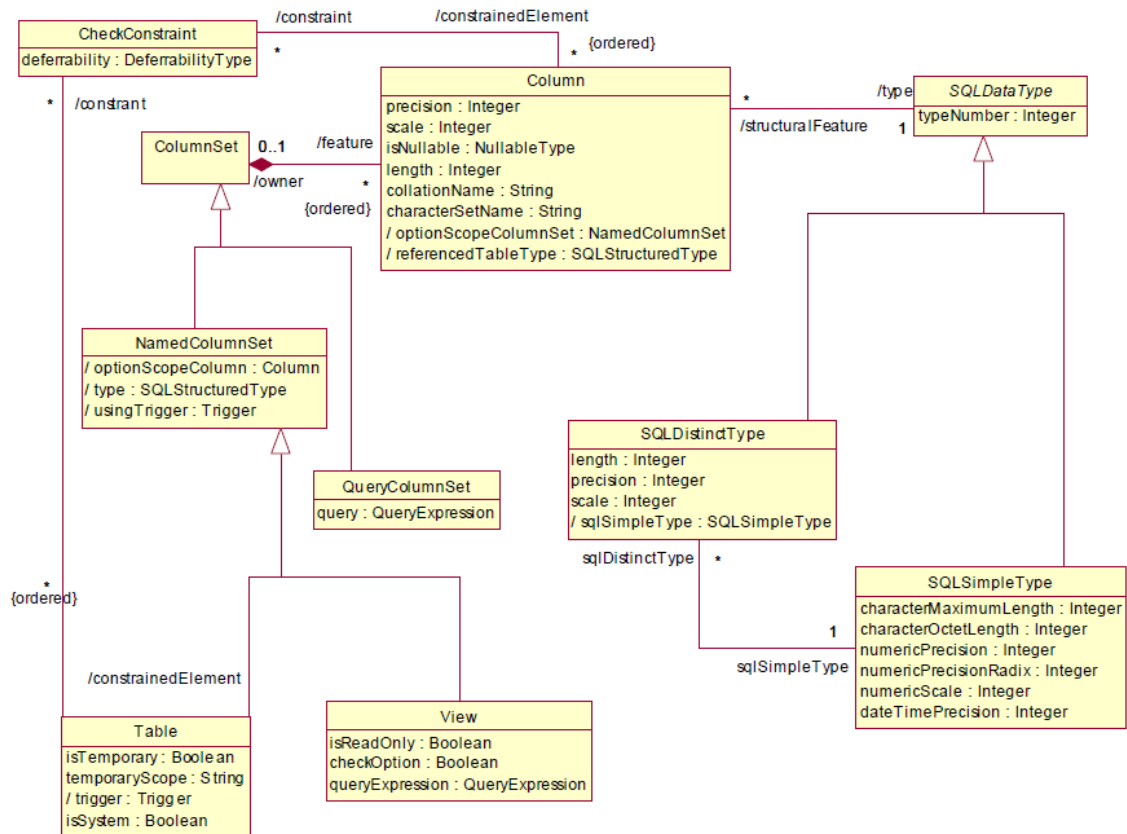 /constraint
/constrainedElement
CheckConstraint
deferrability : DeferrabilityType
*
*
{ordered}
Column
precision : Integer
scale : Integer
isNullable : NullableType
length : Integer
collationName : String
characterSetName : String
/ optionScopeColumnSet : NamedColumnSet
/ referencedTableType : SQLStructuredType
*
/type
/structuralFeature
1
SQLDataType
typeNumber : Integer
*
/constrant
ColumnSet
0..1
/feature
/owner
*
{ordered}
NamedColumnSet
/ optionScopeColumn : Column
/ type : SQLStructuredType
/ usingTrigger : Trigger
QueryColumnSet
query : QueryExpression
SQLDistinctType
length : Integer
precision : Integer
scale : Integer
/ sqlSimpleType : SQLSimpleType
sqlDistinctType
*
1
sqlSimpleType
SQLSimpleType
characterMaximumLength : Integer
characterOctetLength : Integer
numericPrecision : Integer
numericPrecisionRadix : Integer
numericScale : Integer
dateTimePrecision : Integer
*
{ordered}
/constrainedElement
Table
isTemporary : Boolean
temporaryScope : String
/ trigger : Trigger
isSystem : Boolean
View
isReadOnly : Boolean
checkOption : Boolean
queryExpression : QueryExpression